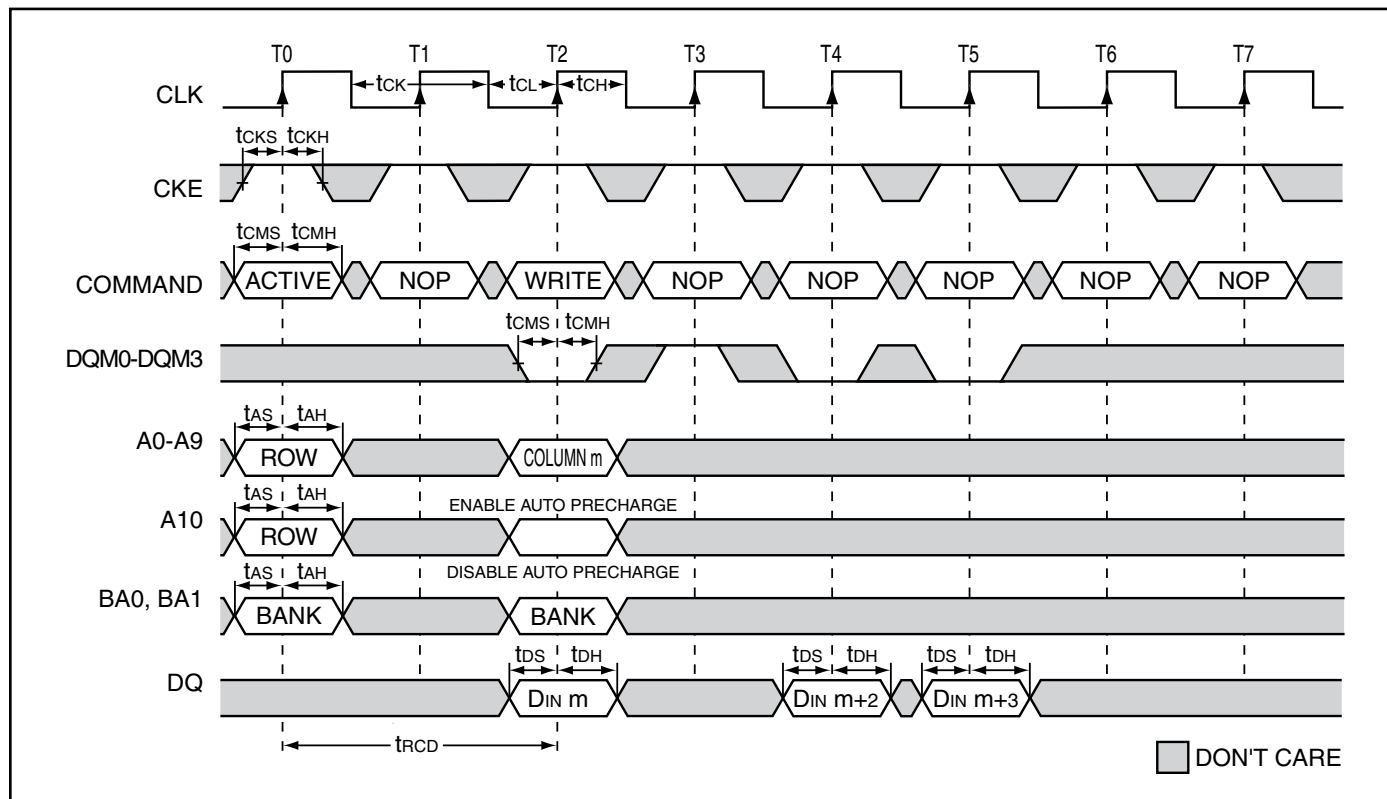 T0 T1 T2 T3 T4 T5 T6 T7
CLK tCK tCL tCH
tCKS tCKH
CKE
tCMS tCMH
COMMAND ACTIVE NOP WRITE NOP NOP NOP NOP NOP
tCMS tCMH
DQM0-DQM3
tAS tAH
A0-A9 ROW COLUMN m
tAS tAH ENABLE AUTO PRECHARGE
A10 ROW
tAS tAH DISABLE AUTO PRECHARGE
BA0, BA1 BANK BANK
tDS tDH tDS tDH tDS tDH
DQ DIN m DIN m+2 DIN m+3
tRCD
DON'T CARE